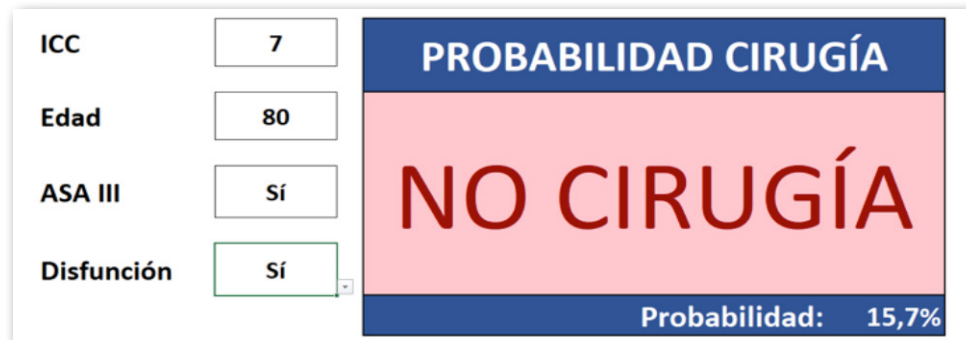 ICC 7
Edad 80
ASA III Sí
Disfunción Sí
PROBABILIDAD CIRUGÍA
NO CIRUGÍA
Probabilidad: 15,7%